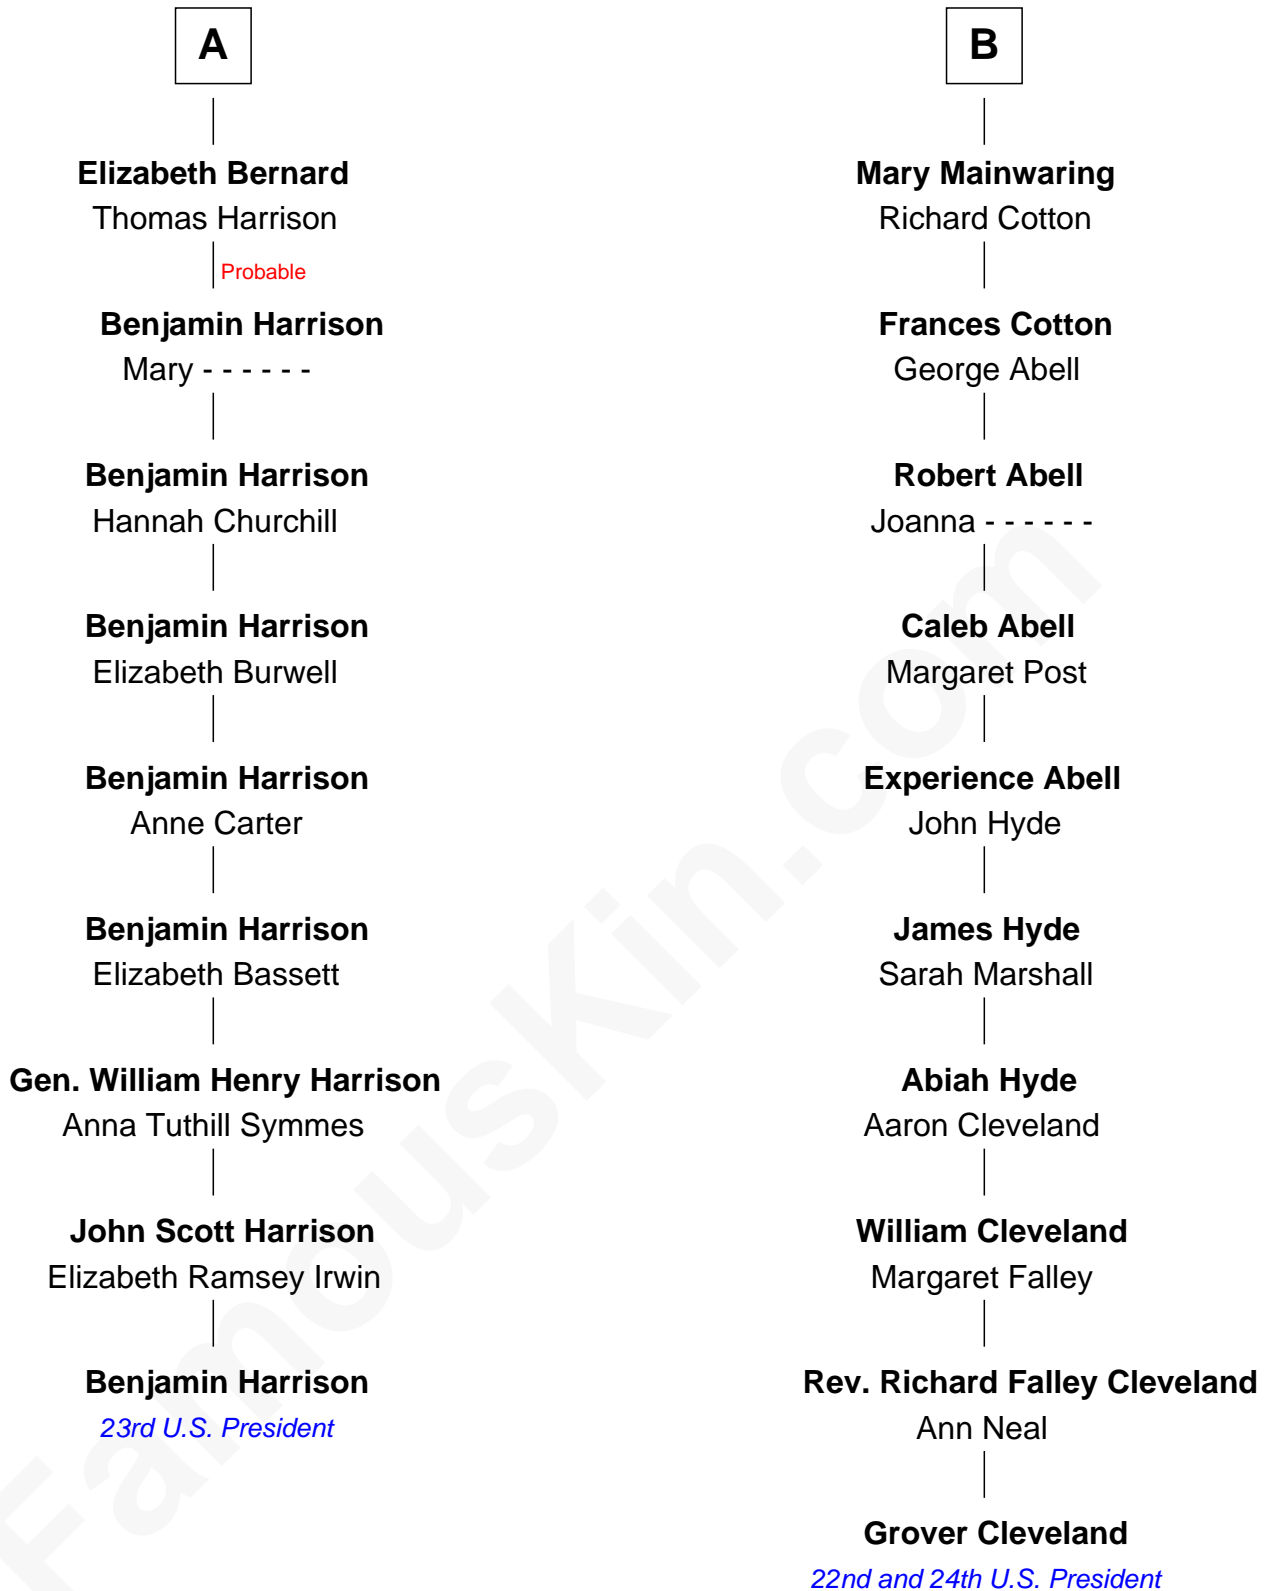 A
Elizabeth Bernard
Thomas Harrison
Probable
Benjamin Harrison
Mary - - - - - -
Benjamin Harrison
Hannah Churchill
Benjamin Harrison
Elizabeth Burwell
Benjamin Harrison
Anne Carter
Benjamin Harrison
Elizabeth Bassett
Gen. William Henry Harrison
Anna Tuthill Symmes
John Scott Harrison
Elizabeth Ramsey Irwin
Benjamin Harrison
23rd U.S. President
B
Mary Mainwaring
Richard Cotton
Frances Cotton
George Abell
Robert Abell
Joanna - - - - - -
Caleb Abell
Margaret Post
Experience Abell
John Hyde
James Hyde
Sarah Marshall
Abiah Hyde
Aaron Cleveland
William Cleveland
Margaret Falley
Rev. Richard Falley Cleveland
Ann Neal
Grover Cleveland
22nd and 24th U.S. President
FamousKin.com